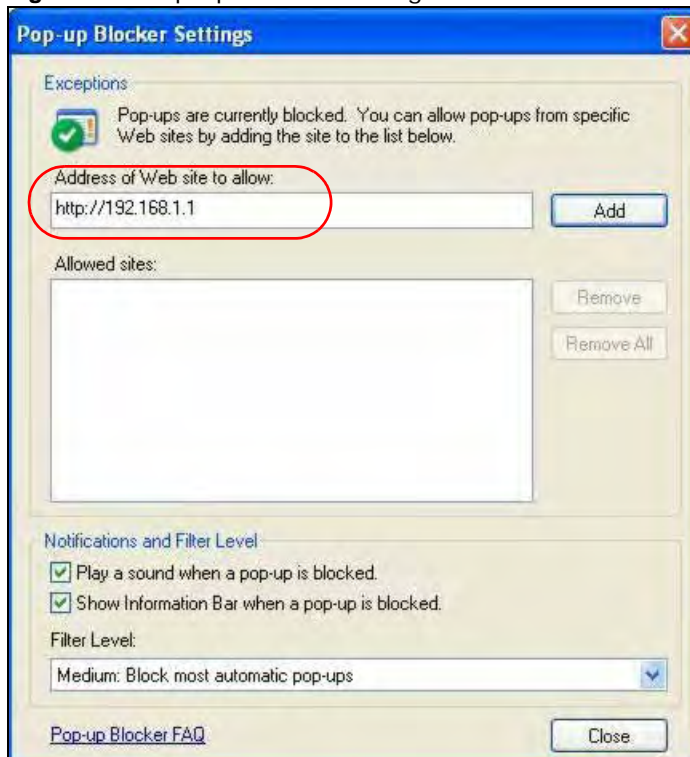 Pop-up Blocker Settings
Exceptions
Pop-ups are currently blocked. You can allow pop-ups from specific
Web sites by adding the site to the list below.
Address of Web site to allow:
http://192.168.1.1
Add
Allowed sites:
Remove
Remove All
Notifications and Filter Level
Play a sound when a pop-up is blocked.
Show Information Bar when a pop-up is blocked.
Filter Level:
Medium: Block most automatic pop-ups
Pop-up Blocker FAQ
Close